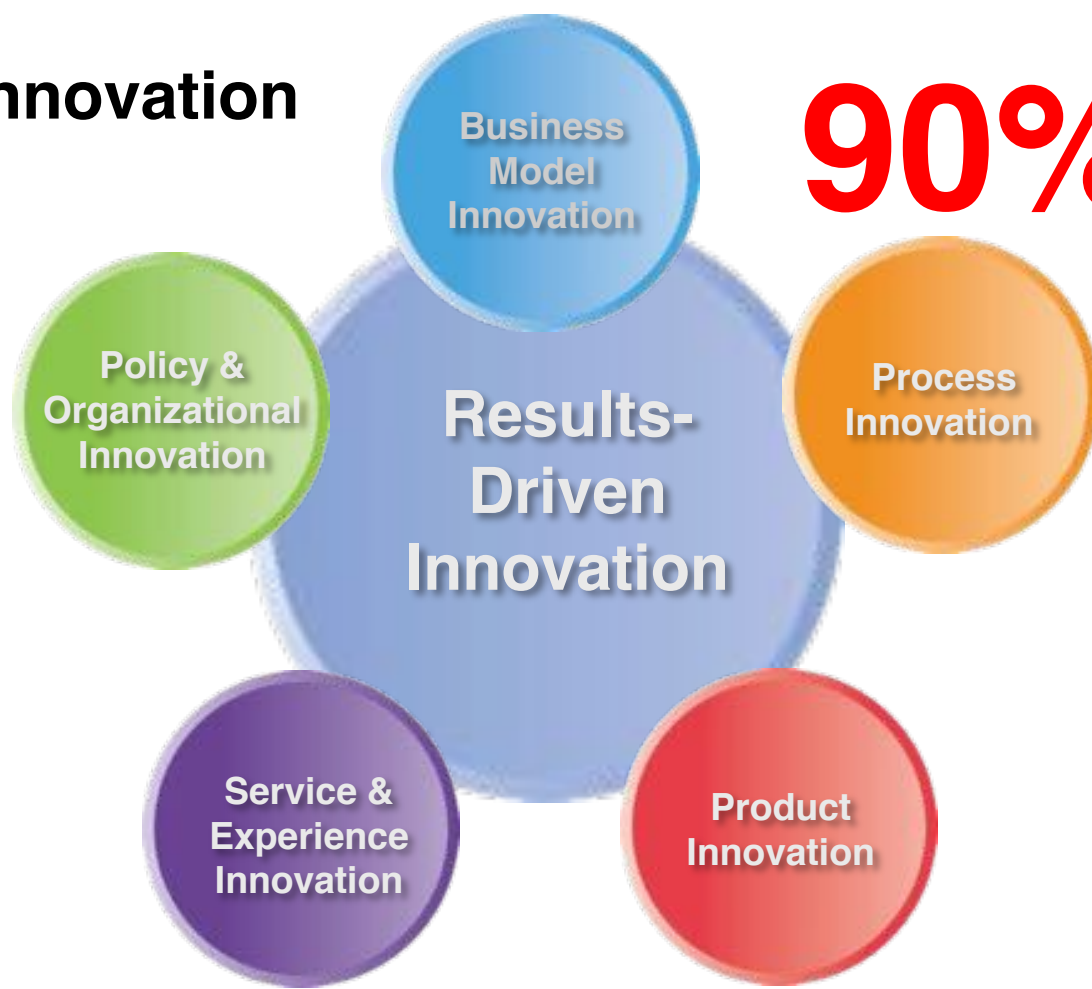 nnovation
90%
Business
Model
Innovation
Policy &
Organizational
Innovation
Process
Innovation
Results-
Driven
Innovation
Service &
Experience
Innovation
Product
Innovation